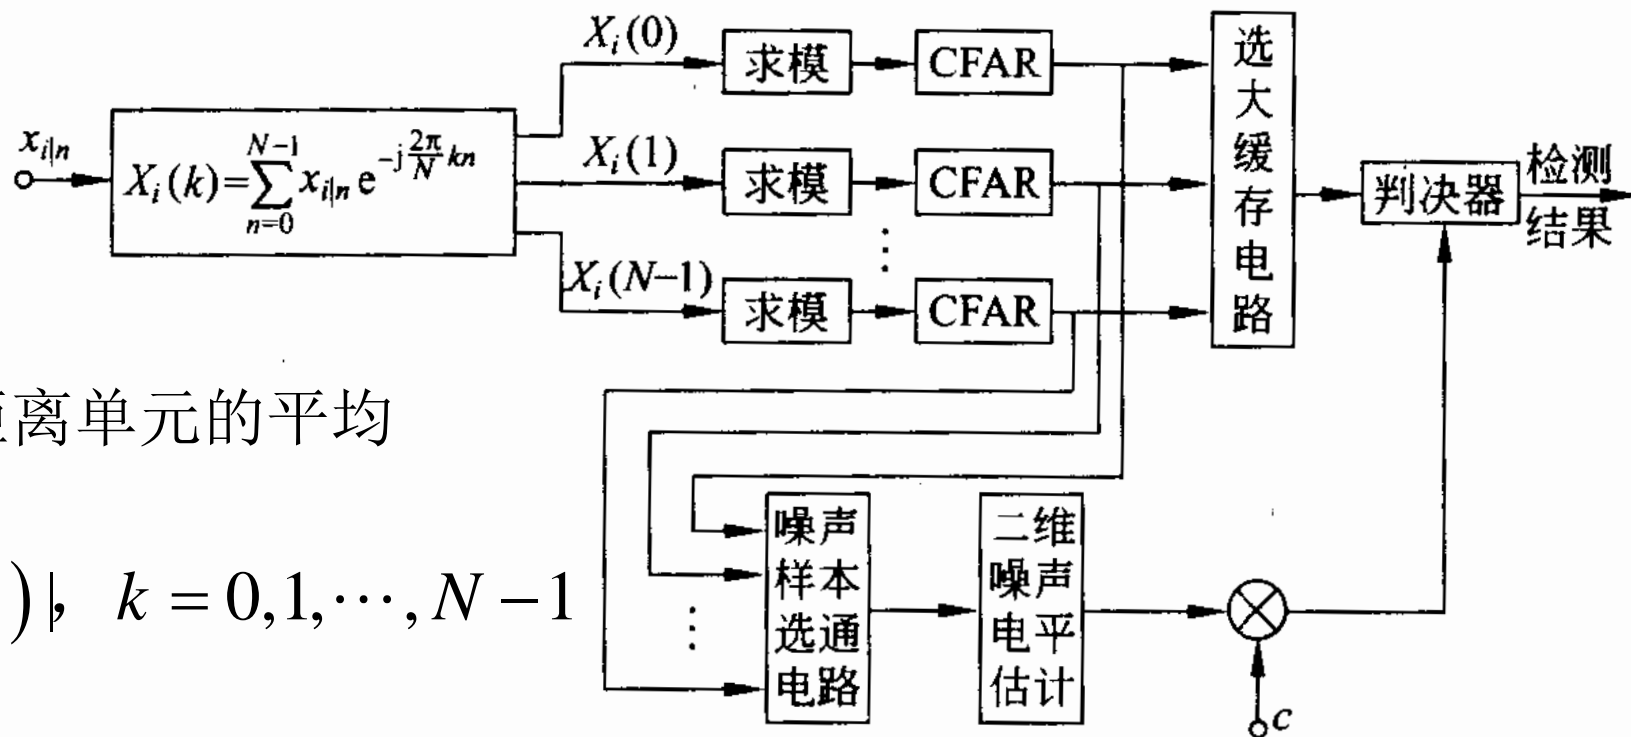 x_{i|n}
X_i(k)=\sum_{n=0}^{N-1} x_{i|n} e^{-j\frac{2\pi}{N}kn}
X_i(0)
求模
CFAR
X_i(1)
求模
CFAR
⋮
X_i(N-1)
求模
CFAR
选大缓存电路
判决器
检测
结果
离单元的平均
)|, k = 0,1,⋯, N − 1
⋮
噪声
样本
选通
电路
二维
噪声
电平
估计
c